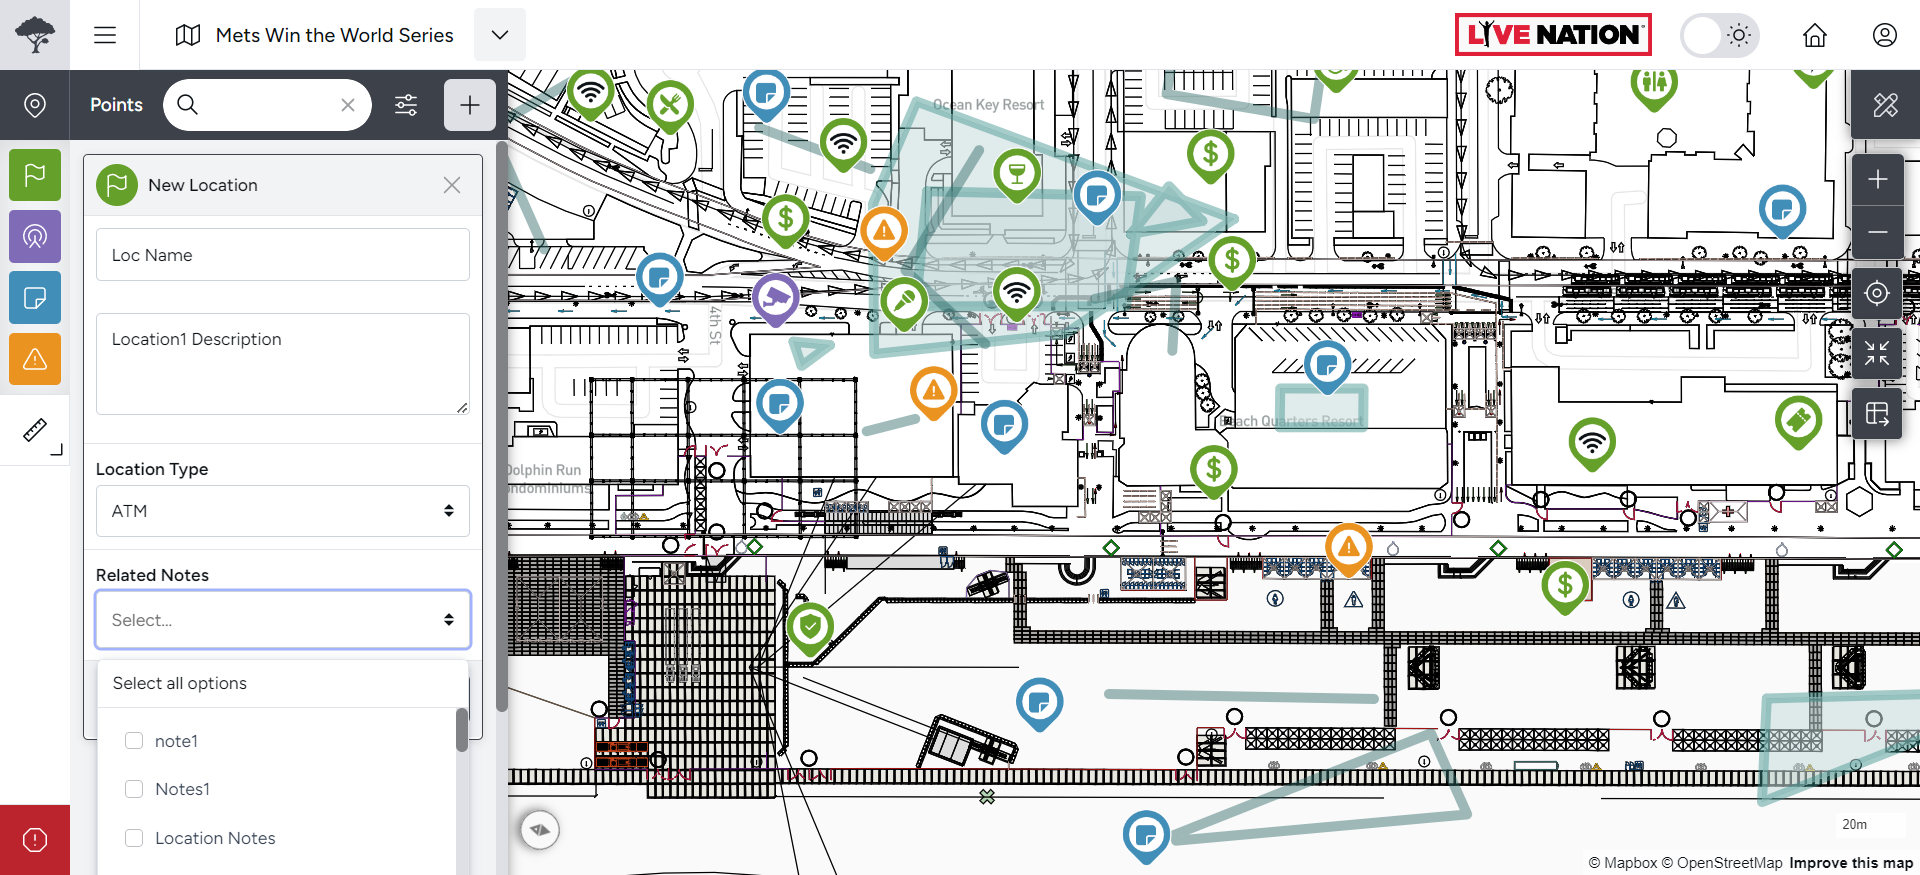 Mets Win the World Series
LIVE NATION
Points
New Location
Loc Name
Location1 Description
Location Type
ATM
Related Notes
Select...
Select all options
note1
Notes1
Location Notes
Ocean Key Resort
4th St
Beach Quarters Resort
Dolphin Run
ondominiums
20m
© Mapbox © OpenStreetMap Improve this map